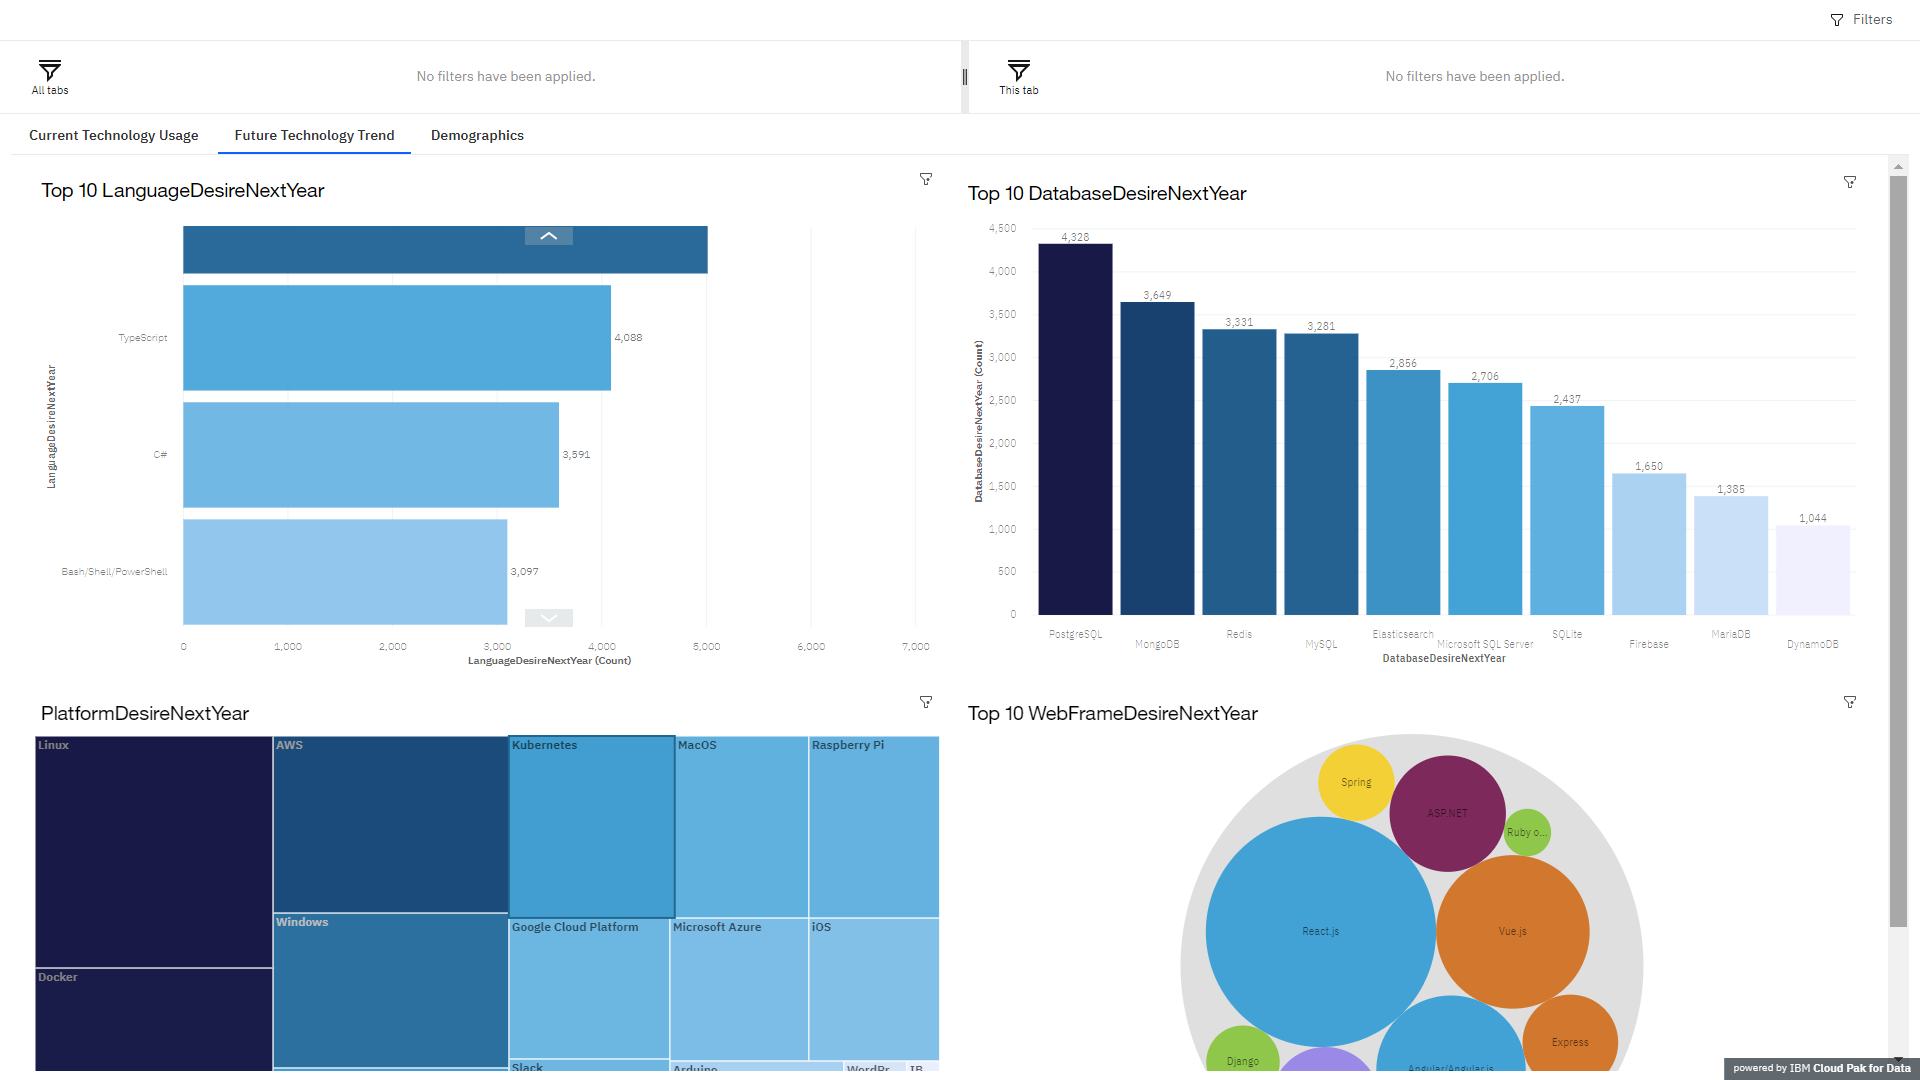 Filters
All tabs
No filters have been applied.
This tab
No filters have been applied.
Current Technology Usage
Future Technology Trend
Demographics
Top 10 LanguageDesireNextYear
LanguageDesireNextYear
TypeScript
4,088
C#
3,591
Bash/Shell/PowerShell
3,097
0 1,000 2,000 3,000 4,000 5,000 6,000 7,000
LanguageDesireNextYear (Count)
Top 10 DatabaseDesireNextYear
DatabaseDesireNextYear (Count)
4,500
4,000
3,500
3,000
2,500
2,000
1,500
1,000
500
0
4,328
3,649
3,331
3,281
2,856
2,706
2,437
1,650
1,385
1,044
PostgreSQL
MongoDB
Redis
MySQL
Elasticsearch
Microsoft SQL Server
SQLite
Firebase
MariaDB
DynamoDB
DatabaseDesireNextYear
PlatformDesireNextYear
Linux
AWS
Kubernetes
MacOS
Raspberry Pi
Windows
Google Cloud Platform
Microsoft Azure
iOS
Docker
Slack
Arduino
WordPr
IB
Top 10 WebFrameDesireNextYear
Spring
ASP.NET
Ruby o...
React.js
Vue.js
Express
Django
Angular/Angular.js
powered by IBM Cloud Pak for Data